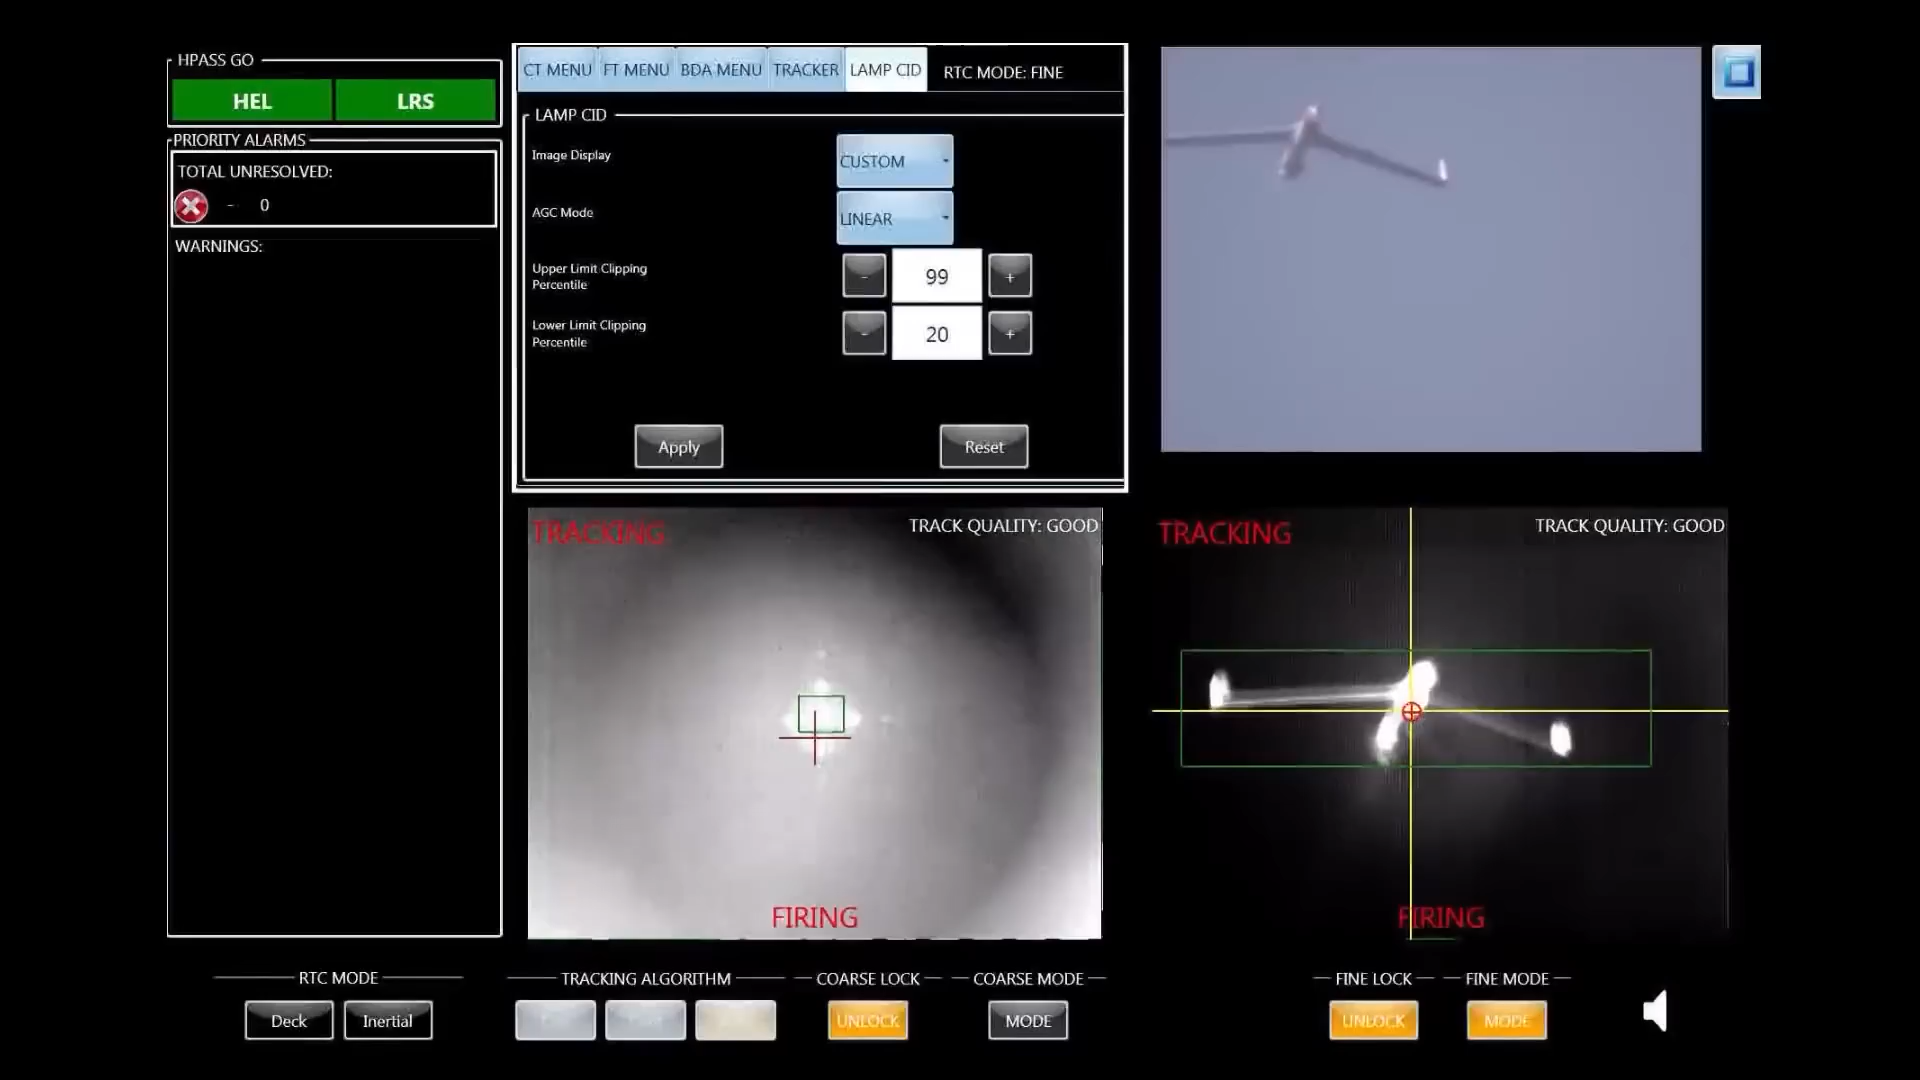 HPASS GO
HEL LRS
PRIORITY ALARMS
TOTAL UNRESOLVED:
- 0
WARNINGS:
CT MENU FT MENU BDA MENU TRACKER LAMP CID RTC MODE: FINE
LAMP CID
Image Display CUSTOM
AGC Mode LINEAR
Upper Limit Clipping
Percentile
- 99 +
Lower Limit Clipping
Percentile
- 20 +
Apply Reset
TRACKING TRACK QUALITY: GOOD
FIRING
TRACKING TRACK QUALITY: GOOD
FIRING
RTC MODE
Deck Inertial
TRACKING ALGORITHM
COARSE LOCK
UNLOCK
COARSE MODE
MODE
FINE LOCK
UNLOCK
FINE MODE
MODE